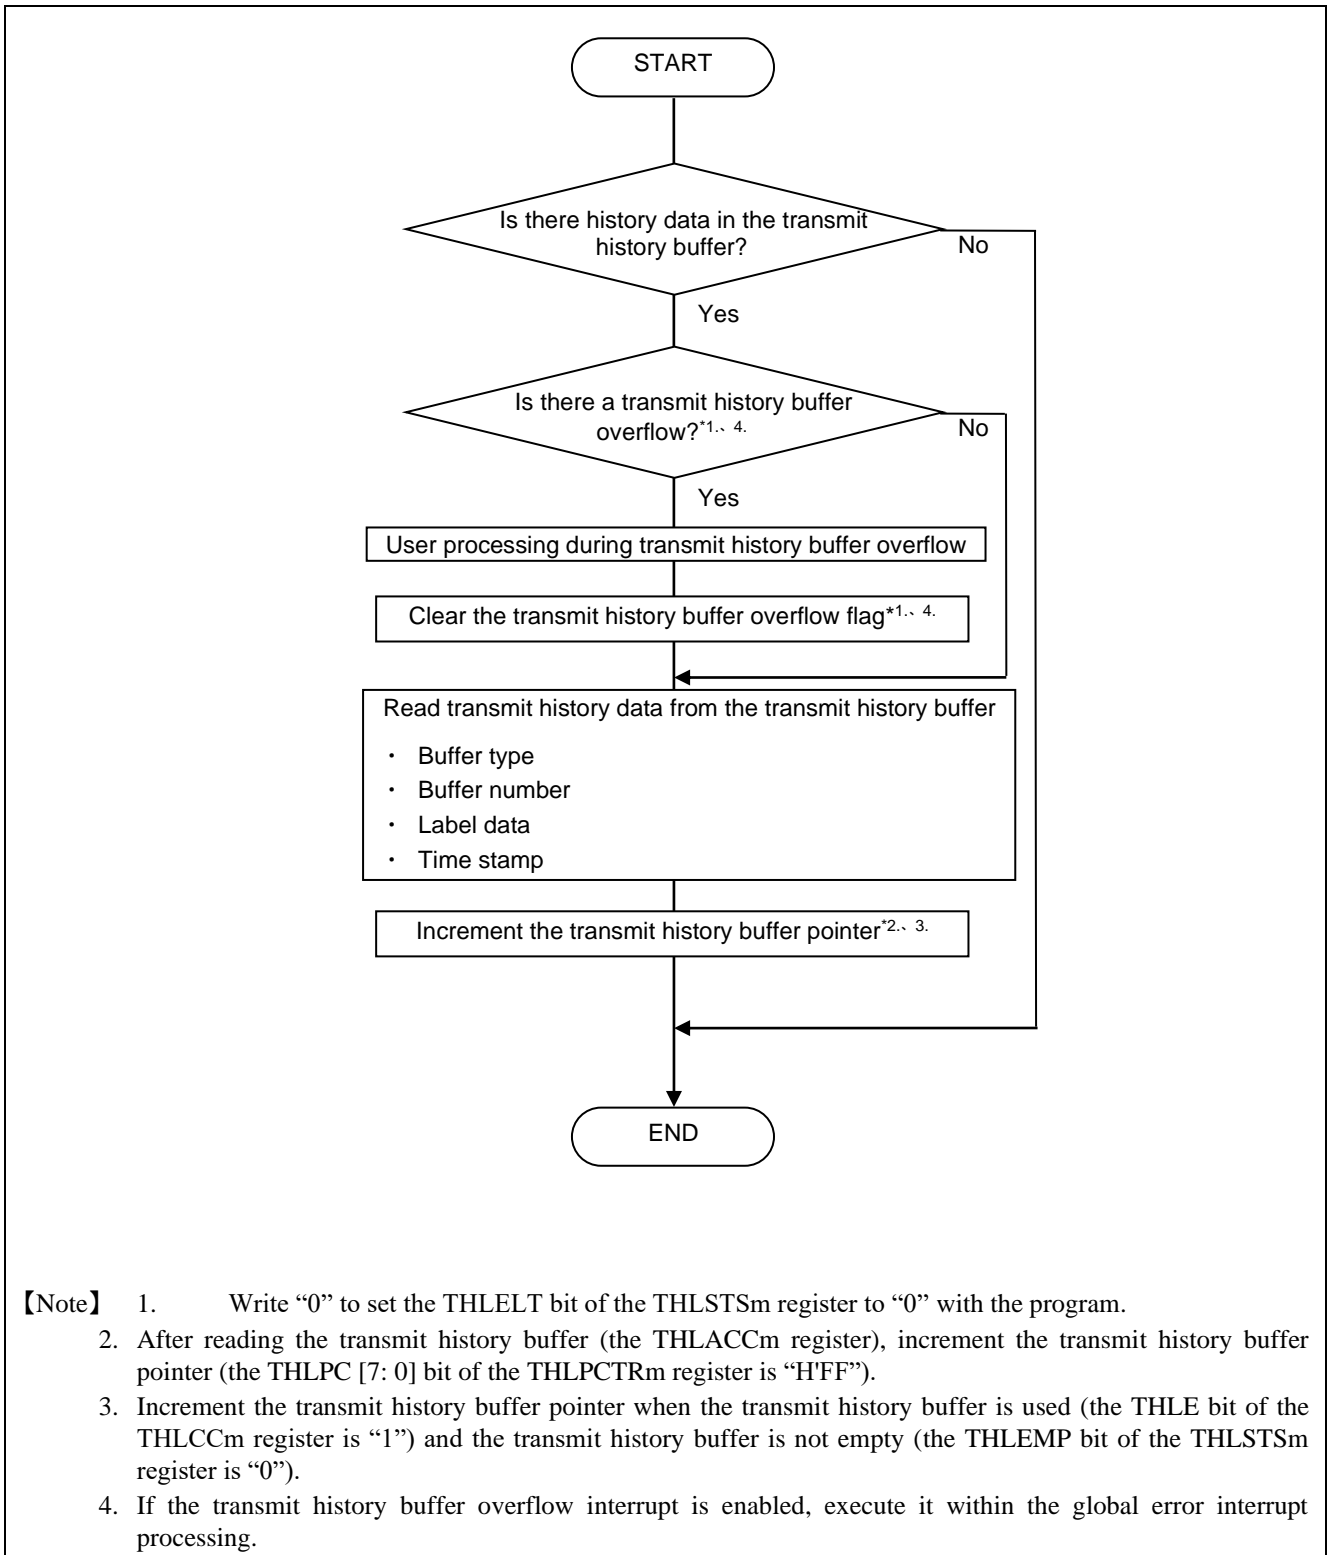 START
Is there history data in the transmit
history buffer?
No
Yes
Is there a transmit history buffer
overflow?*1.、4.
No
Yes
User processing during transmit history buffer overflow
Clear the transmit history buffer overflow flag*1.、4.
Read transmit history data from the transmit history buffer
・ Buffer type
・ Buffer number
・ Label data
・ Time stamp
Increment the transmit history buffer pointer*2.、3.
END
【Note】 1. Write “0” to set the THLELT bit of the THLSTSm register to “0” with the program.
2. After reading the transmit history buffer (the THLACCm register), increment the transmit history buffer
pointer (the THLPC [7: 0] bit of the THLPCTRm register is “H'FF”).
3. Increment the transmit history buffer pointer when the transmit history buffer is used (the THLE bit of the
THLCCm register is “1”) and the transmit history buffer is not empty (the THLEMP bit of the THLSTSm
register is “0”).
4. If the transmit history buffer overflow interrupt is enabled, execute it within the global error interrupt
processing.